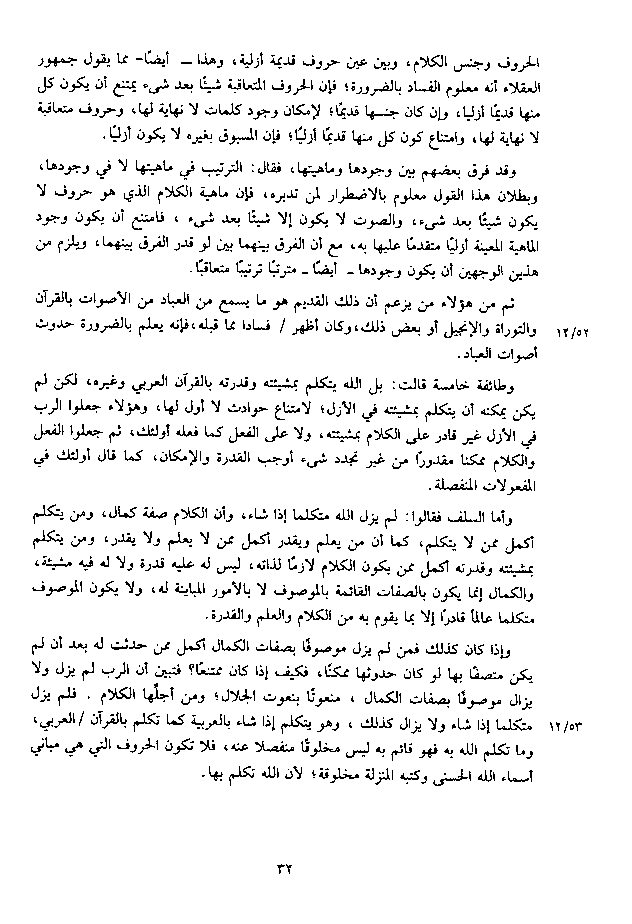 الحروف وجنس الكلام، وبين عين حروف قديمة أزلية، وهذا ــ أيضًا- مما يقول جمهور
العقلاء أنه معلوم الفساد بالضرورة؛ فإن الحروف المتعاقبة شيئًا بعد شىء يمتنع أن يكون كل
منها قديمًا أزليا، وإن كان جنسها قديمًا؛ لإمكان وجود كلمات لا نهاية لها، وحروف متعاقبة
لا نهاية لها، وامتناع كون كل منها قديمًا أزليًا؛ فإن المسبوق بغيره لا يكون أزليًا.
وقد فرق بعضهم بين وجودها وماهيتها، فقال: الترتيب في ماهيتها لا في وجودها،
وبطلان هذا القول معلوم بالاضطرار لمن تدبره، فإن ماهية الكلام الذي هو حروف لا
يكون شيئًا بعد شىء، والصوت لا يكون إلا شيئًا بعد شىء ، فامتنع أن يكون وجود
الماهية المعينة أزليًا متقدمًا عليها به، مع أن الفرق بينهما بين لو قدر الفرق بينهما، ويلزم من
هذين الوجهين أن يكون وجودها ـ أيضًا ـ مترتبًا ترتيبًا متعاقبًا.
ثم من هؤلاء من يزعم أن ذلك القديم هو ما يسمع من العباد من الأصوات بالقرآن
١٢/٥٢ والتوراة والإنجيل أو بعض ذلك،وكان أظهر / فسادا مما قبله،فإنه يعلم بالضرورة حدوث
أصوات العباد.
وطائفة خامسة قالت: بل الله يتكلم بمشيئته وقدرته بالقرآن العربي وغيره، لكن لم
يكن يمكنه أن يتكلم بمشيئته في الأزل؛ لامتناع حوادث لا أول لها، وهؤلاء جعلوا الرب
في الأزل غير قادر على الكلام بمشيئته، ولا على الفعل كما فعله أولئك، ثم جعلوا الفعل
والكلام ممكنا مقدورًا من غير تجدد شىء أوجب القدرة والإمكان، كما قال أولئك في
المفعولات المنفصلة.
وأما السلف فقالوا: لم يزل الله متكلما إذا شاء، وأن الكلام صفة كمال، ومن يتكلم
أكمل ممن لا يتكلم، كما أن من يعلم ويقدر أكمل ممن لا يعلم ولا يقدر، ومن يتكلم
بمشيئته وقدرته أكمل ممن يكون الكلام لازمًا لذاته، ليس له عليه قدرة ولا له فيه مشيئة،
والكمال إنما يكون بالصفات القائمة بالموصوف لا بالأمور المباينة له، ولا يكون الموصوف
متكلما عالمًا قادرًا إلا بما يقوم به من الكلام والعلم والقدرة.
وإذا كان كذلك فمن لم يزل موصوفًا بصفات الكمال أكمل ممن حدثت له بعد أن لم
يكن متصفًا بها لو كان حدوثها ممكنًا، فكيف إذا كان ممتنعًا؟ فتبين أن الرب لم يزل ولا
يزال موصوفًا بصفات الكمال ، منعوتًا بنعوت الجلال؛ ومن أجلّها الكلام . فلم يزل
١٢/٥٣ متكلما إذا شاء ولا يزال كذلك ، وهو يتكلم إذا شاء بالعربية كما تكلم بالقرآن /العربي،
وما تكلم الله به فهو قائم به ليس مخلوقًا منفصلا عنه، فلا تكون الحروف التي هي مباني
أسماء الله الحسنى وكتبه المنزلة مخلوقة؛ لأن الله تكلم بها.
٣٢